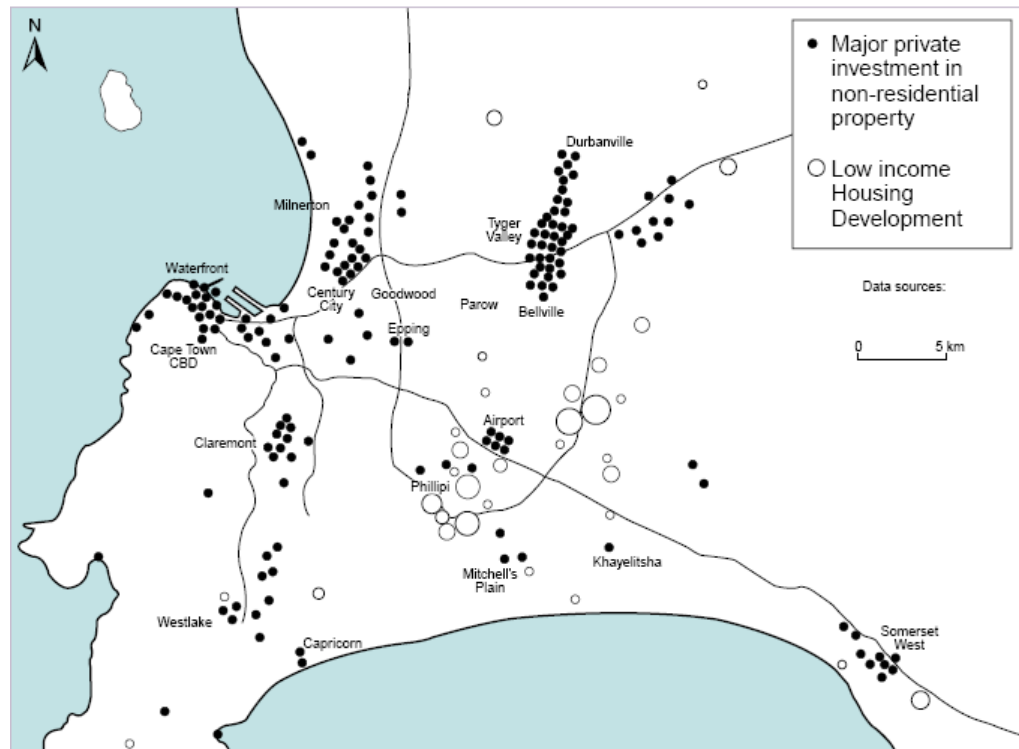 N
Major private
investment in
non-residential
property
Low income
Housing
Development
Durbanville
Milnerton
Tyger
Valley
Waterfront
Data sources:
Century
City
Goodwood
Parow
Bellville
0 5 km
Epping
Cape Town
CBD
Airport
Claremont
Phillipi
Khayelitsha
Mitchell's
Plain
Westlake
Somerset
West
Capricorn